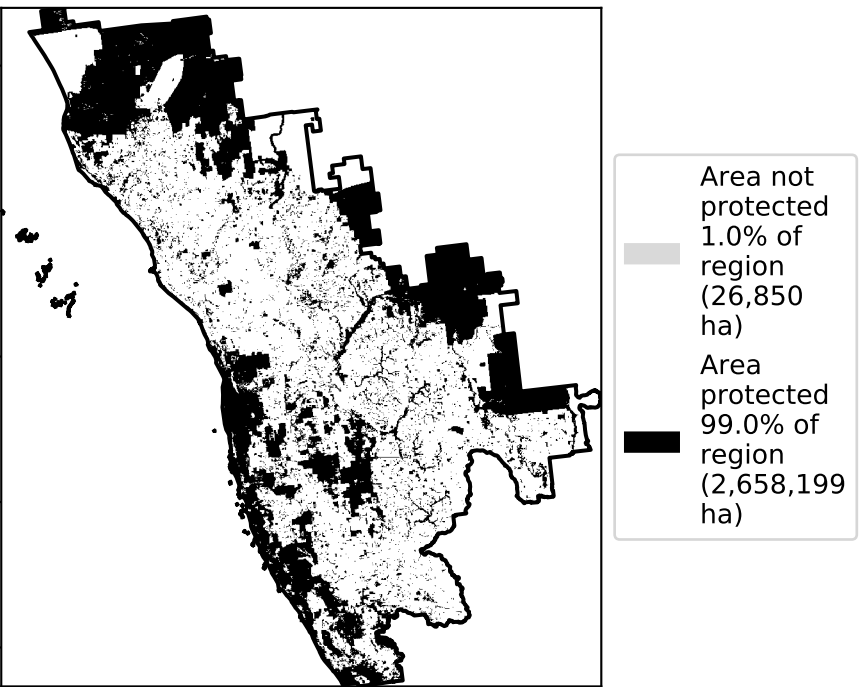 Area not
protected
1.0% of
region
(26,850
ha)
Area
protected
99.0% of
region
(2,658,199
ha)